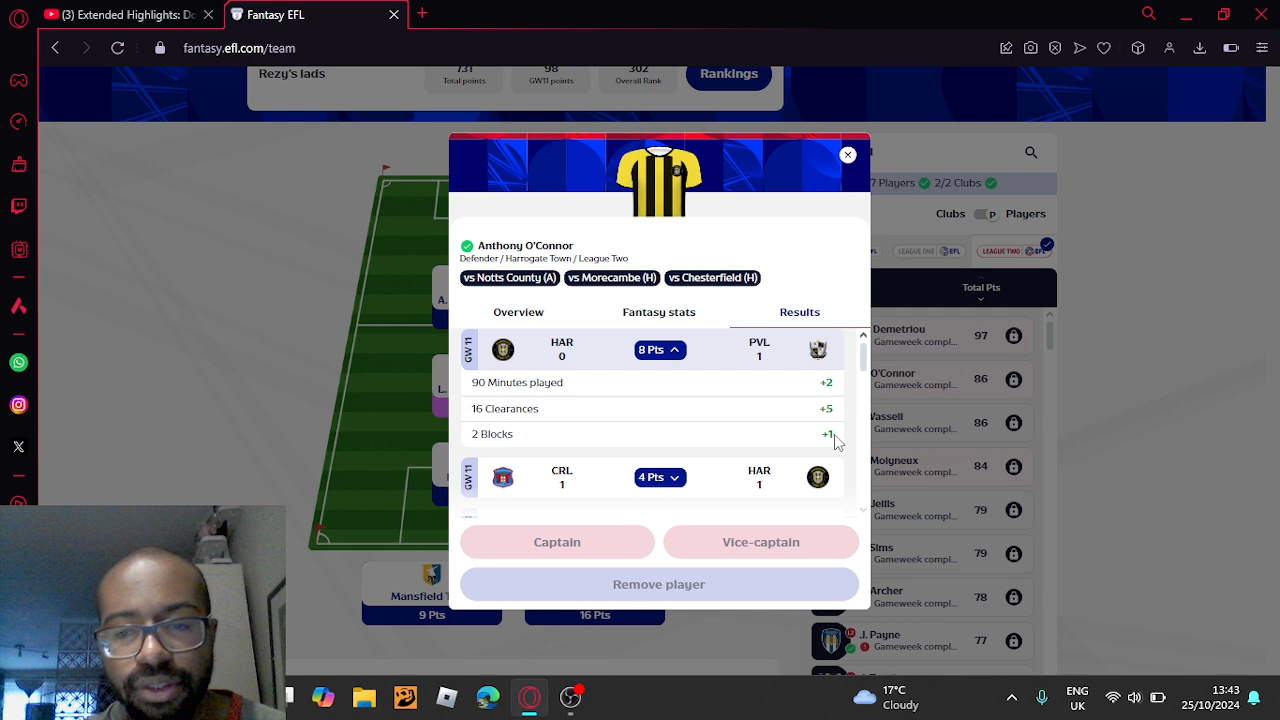 (3) Extended Highlights: Do
Fantasy EFL
fantasy.efl.com/team
Rezy's lads
731
98
302
Total points
GW11 points
Overall Rank
Rankings
7 Players
2/2 Clubs
Clubs
P
Players
LEAGUE ONE
EFL
LEAGUE TWO
EFL
Total Pts
Anthony O'Connor
Defender / Harrogate Town / League Two
vs Notts County (A)
vs Morecambe (H)
vs Chesterfield (H)
Overview
Fantasy stats
Results
GW 11
HAR
0
8 Pts
PVL
1
90 Minutes played
+2
16 Clearances
+5
2 Blocks
+1
GW 11
CRL
1
4 Pts
HAR
1
Captain
Vice-captain
Remove player
A.
L.
Mansfield T
9 Pts
16 Pts
Demetriou
Gameweek compl...
97
O'Connor
Gameweek compl...
86
Vassell
Gameweek compl...
86
Molyneux
Gameweek compl...
84
Jellis
Gameweek compl...
79
Sims
Gameweek compl...
79
Archer
Gameweek compl...
78
L2
J. Payne
Gameweek compl...
77
17°C
Cloudy
ENG
UK
13:43